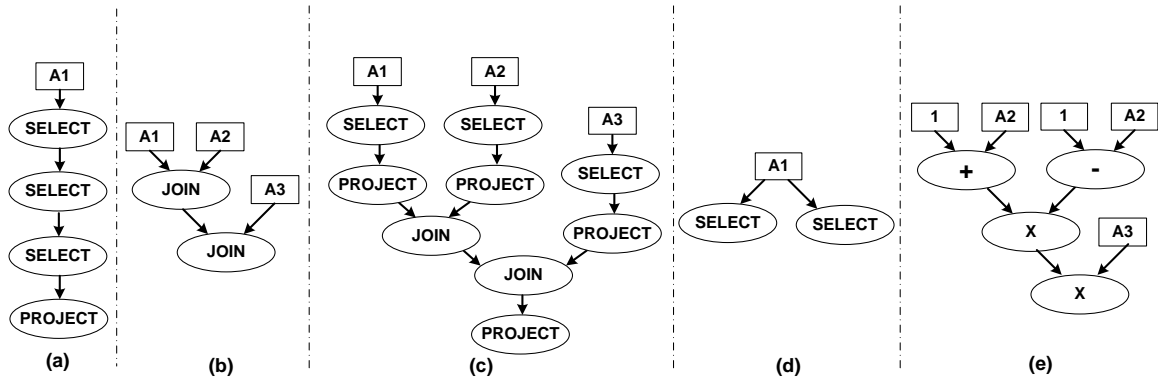 A1
SELECT
SELECT
SELECT
PROJECT
(a)
A1 A2
JOIN A3
JOIN
(b)
A1 A2
SELECT SELECT A3
SELECT
PROJECT PROJECT
JOIN PROJECT
JOIN
PROJECT
(c)
A1
SELECT SELECT
(d)
1 A2 1 A2
+ -
X A3
X
(e)